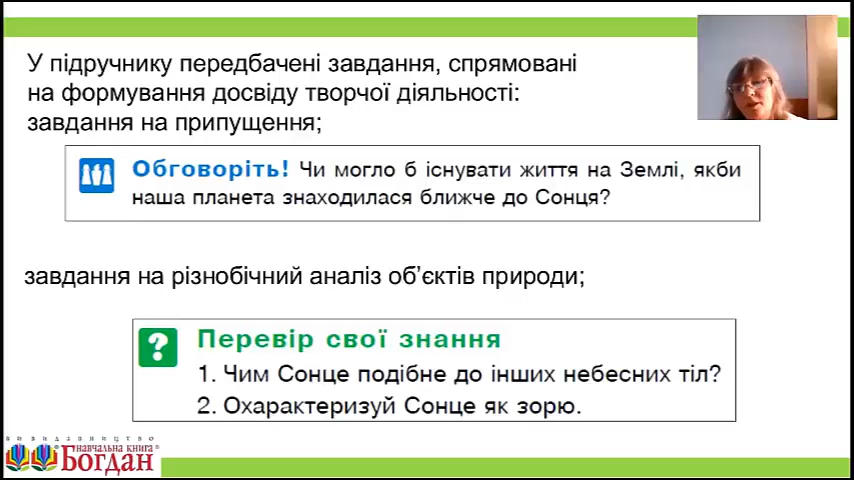 У підручнику передбачені завдання, спрямовані
на формування досвіду творчої діяльності:
завдання на припущення;
Обговоріть! Чи могло б існувати життя на Землі, якби
наша планета знаходилася ближче до Сонця?
завдання на різнобічний аналіз об’єктів природи;
?
Перевір свої знання
1. Чим Сонце подібне до інших небесних тіл?
2. Охарактеризуй Сонце як зорю.
видавництво
навчальна книга
Богдан